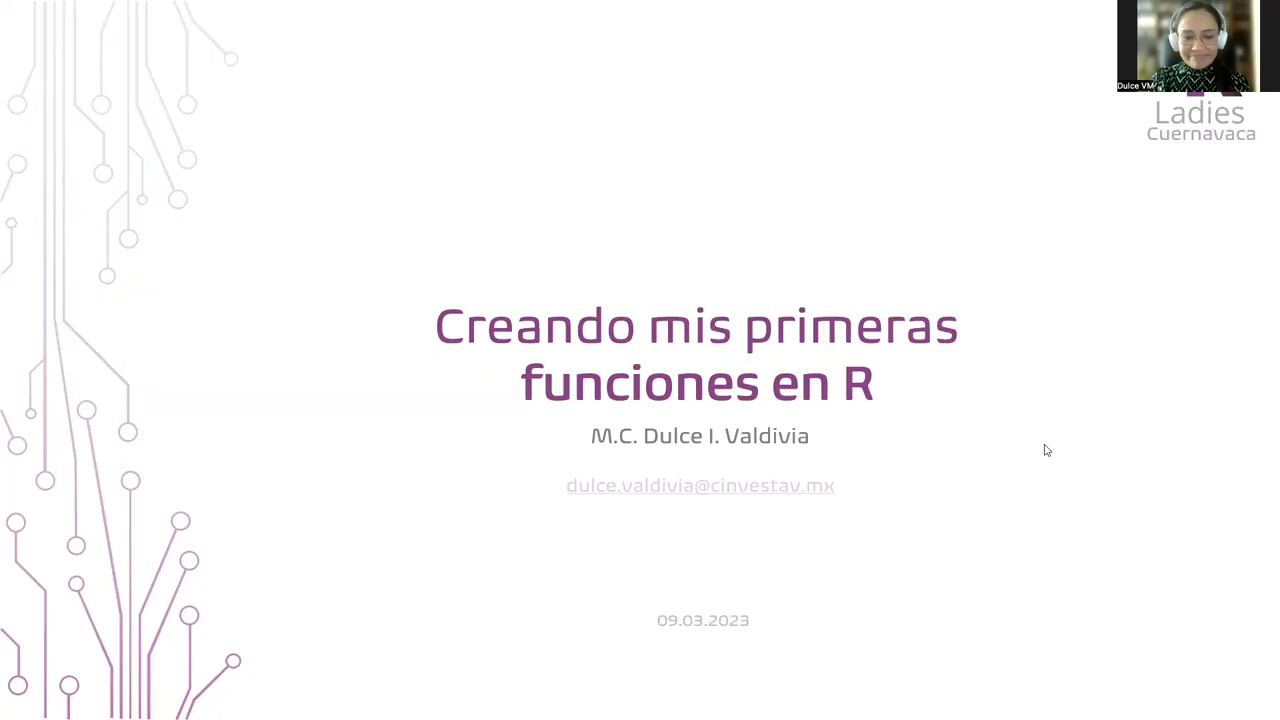 Dulce VM
Ladies
Cuernavaca
Creando mis primeras
funciones en R
M.C. Dulce I. Valdivia
dulce.valdivia@cinvestav.mx
09.03.2023